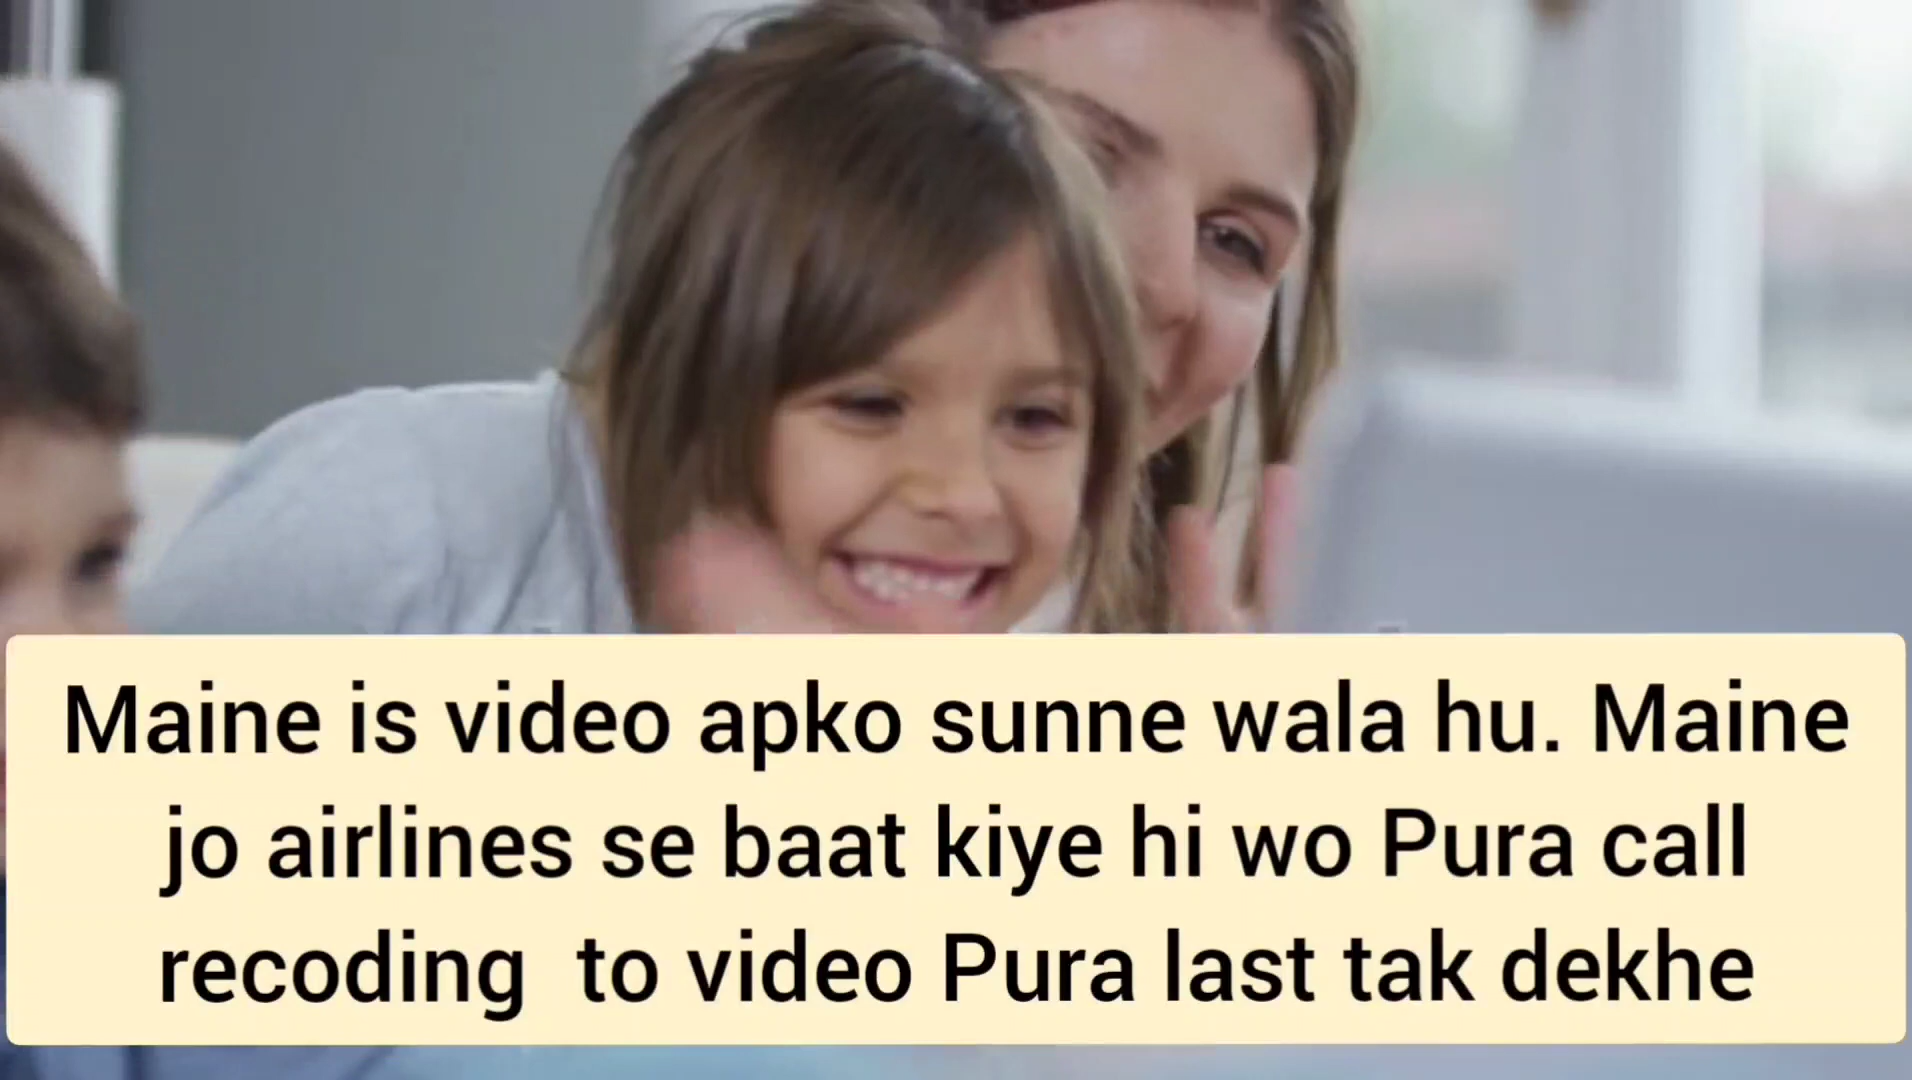 Maine is video apko sunne wala hu. Maine
jo airlines se baat kiye hi wo Pura call
recoding to video Pura last tak dekhe